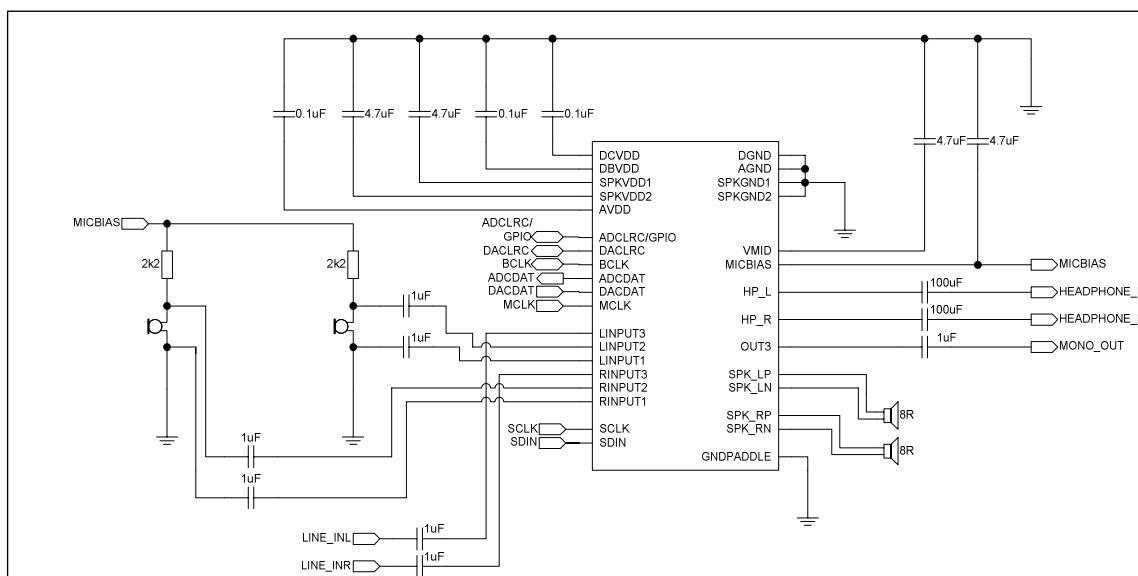 0.1uF 4.7uF 4.7uF 0.1uF 0.1uF
4.7uF 4.7uF
DCVDD
DBVDD
SPKVDD1
SPKVDD2
AVDD
DGND
AGND
SPKGND1
SPKGND2
MICBIAS
ADCLRC/
GPIO
DACLRC
BCLK
ADCDAT
DACDAT
MCLK
ADCLRC/GPIO
DACLRC
BCLK
ADCDAT
DACDAT
MCLK
VMID
MICBIAS
MICBIAS
2k2
2k2
1uF
1uF
HP_L
100uF
HEADPHONE_
HP_R
100uF
HEADPHONE_
OUT3
1uF
MONO_OUT
LINPUT3
LINPUT2
LINPUT1
RINPUT3
RINPUT2
RINPUT1
SPK_LP
SPK_LN
8R
SPK_RP
SPK_RN
8R
SCLK
SDIN
SCLK
SDIN
GNDPADDLE
1uF
1uF
LINE_INL
1uF
LINE_INR
1uF